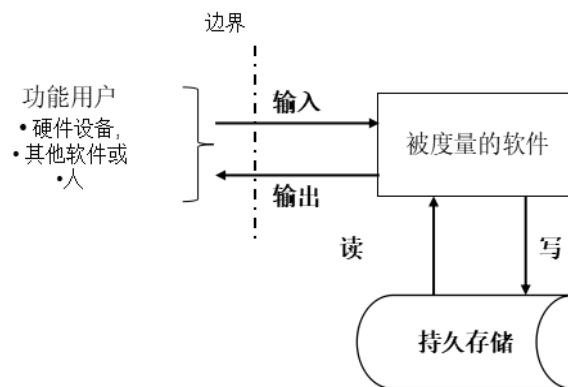 边界
功能用户
• 硬件设备,
• 其他软件或
•人
输入
被度量的软件
输出
读
写
持久存储